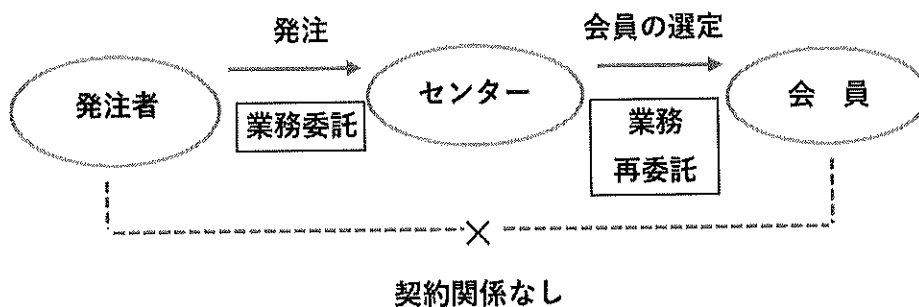 発注
会員の選定
発注者
センター
会 員
業務委託
業務
再委託
契約関係なし